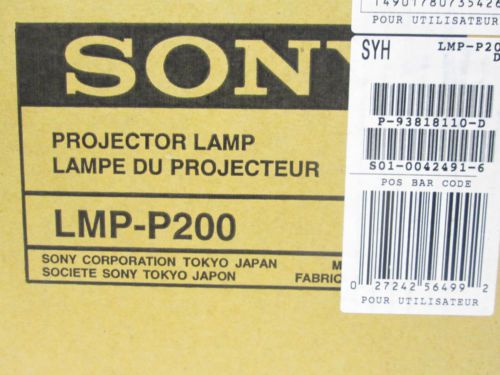 SONY
PROJECTOR LAMP
LAMPE DU PROJECTEUR
LMP-P200
SONY CORPORATION TOKYO JAPAN
SOCIETE SONY TOKYO JAPON
FABRIQ
POUR UTILISATEUR
SYH LMP-P20
D
P-93818110-D
S01-0042491-6
POS BAR CODE
0 27242 56499 2
POUR UTILISATEUR